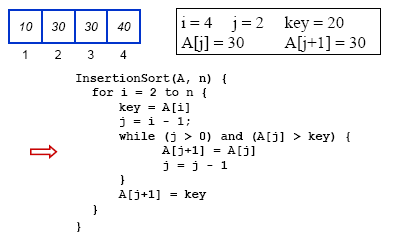 10 30 30 40
1 2 3 4
i = 4 j = 2 key = 20
A[j] = 30 A[j+1] = 30
InsertionSort(A, n) {
for i = 2 to n {
key = A[i]
j = i - 1;
while (j > 0) and (A[j] > key) {
A[j+1] = A[j]
j = j - 1
}
A[j+1] = key
}
}